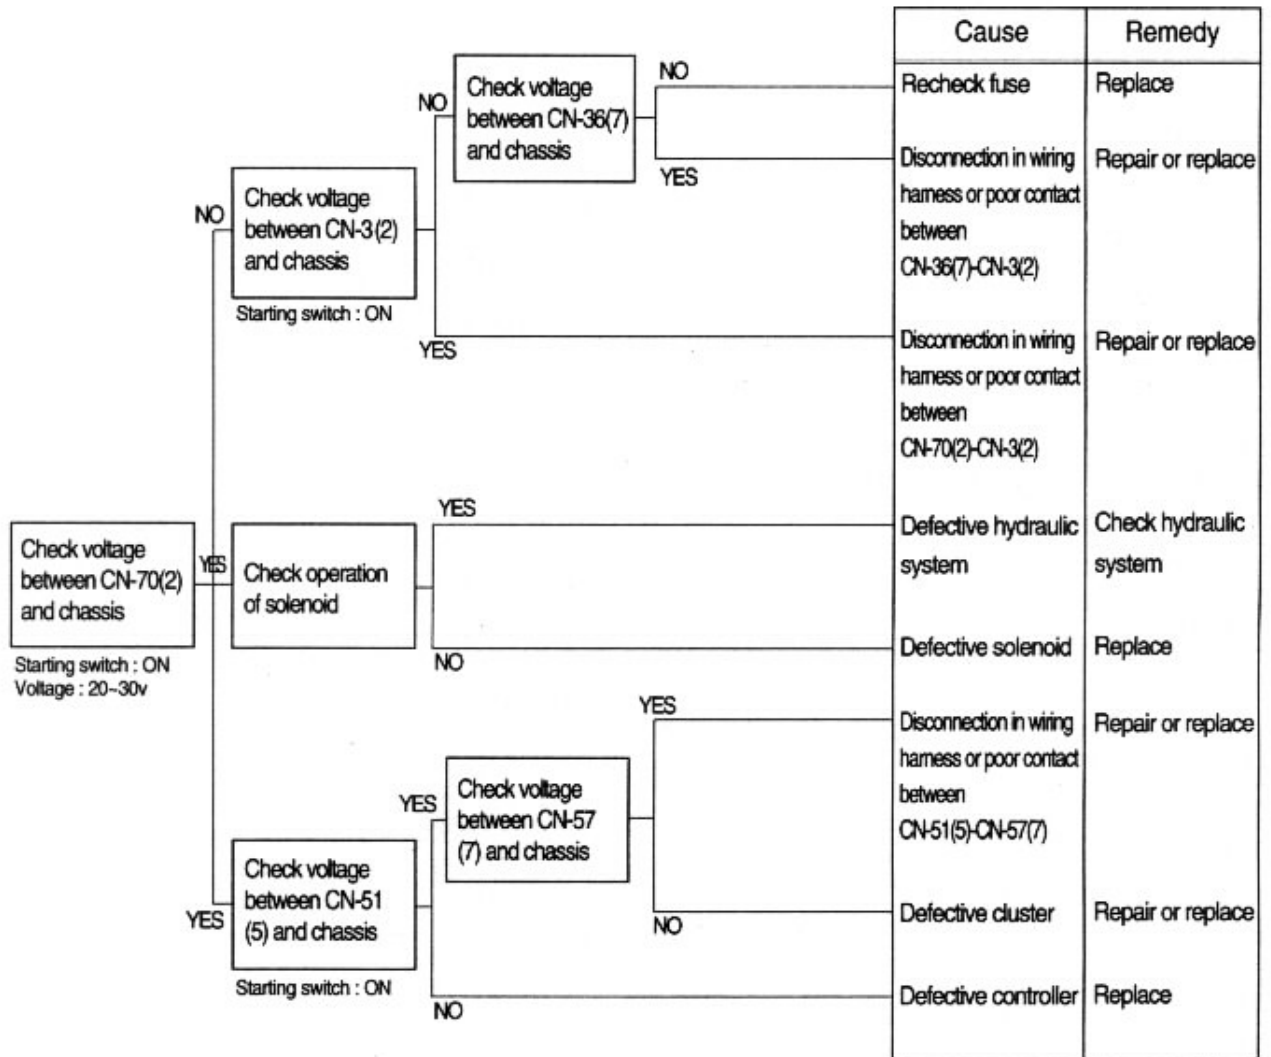 Cause
Remedy
NO
Check voltage
between CN-36(7)
and chassis
NO
YES
Recheck fuse
Replace
Disconnection in wiring
harness or poor contact
between
CN-36(7)-CN-3(2)
Repair or replace
NO
Check voltage
between CN-3(2)
and chassis
Starting switch : ON
YES
Disconnection in wiring
harness or poor contact
between
CN-70(2)-CN-3(2)
Repair or replace
Check voltage
between CN-70(2)
and chassis
Starting switch : ON
Voltage : 20~30v
YES
Check operation
of solenoid
YES
Defective hydraulic
system
Check hydraulic
system
NO
Defective solenoid
Replace
YES
Check voltage
between CN-51
(5) and chassis
Starting switch : ON
YES
Check voltage
between CN-57
(7) and chassis
YES
Disconnection in wiring
harness or poor contact
between
CN-51(5)-CN-57(7)
Repair or replace
NO
Defective cluster
Repair or replace
NO
Defective controller
Replace